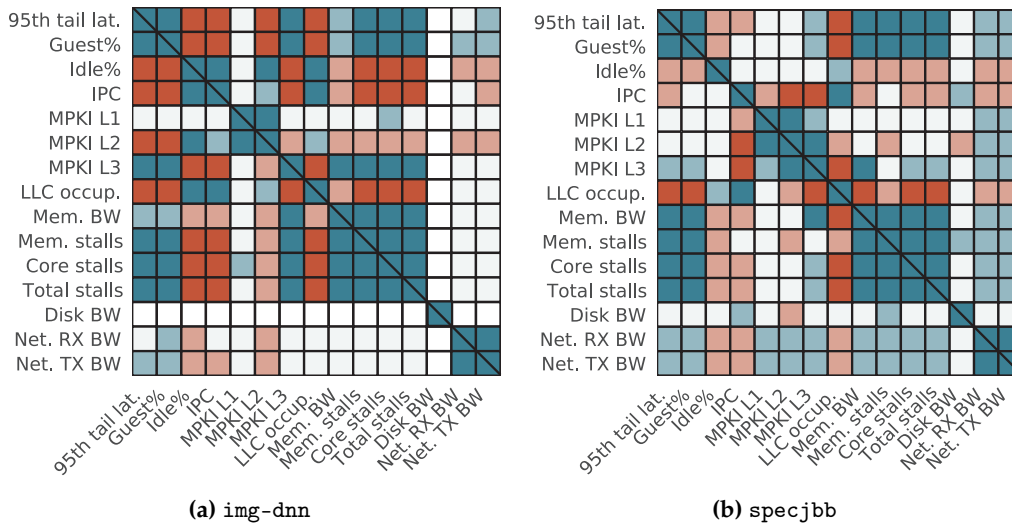 95th tail lat.
Guest%
Idle%
IPC
MPKI L1
MPKI L2
MPKI L3
LLC occup.
Mem. BW
Mem. stalls
Core stalls
Total stalls
Disk BW
Net. RX BW
Net. TX BW
95th tail lat.
Guest%
Idle%
IPC
MPKI L1
MPKI L2
MPKI L3
LLC occup.
Mem. BW
Mem. stalls
Core stalls
Total stalls
Disk BW
Net. RX BW
Net. TX BW
(a) img-dnn
95th tail lat.
Guest%
Idle%
IPC
MPKI L1
MPKI L2
MPKI L3
LLC occup.
Mem. BW
Mem. stalls
Core stalls
Total stalls
Disk BW
Net. RX BW
Net. TX BW
95th tail lat.
Guest%
Idle%
IPC
MPKI L1
MPKI L2
MPKI L3
LLC occup.
Mem. BW
Mem. stalls
Core stalls
Total stalls
Disk BW
Net. RX BW
Net. TX BW
(b) specjbb